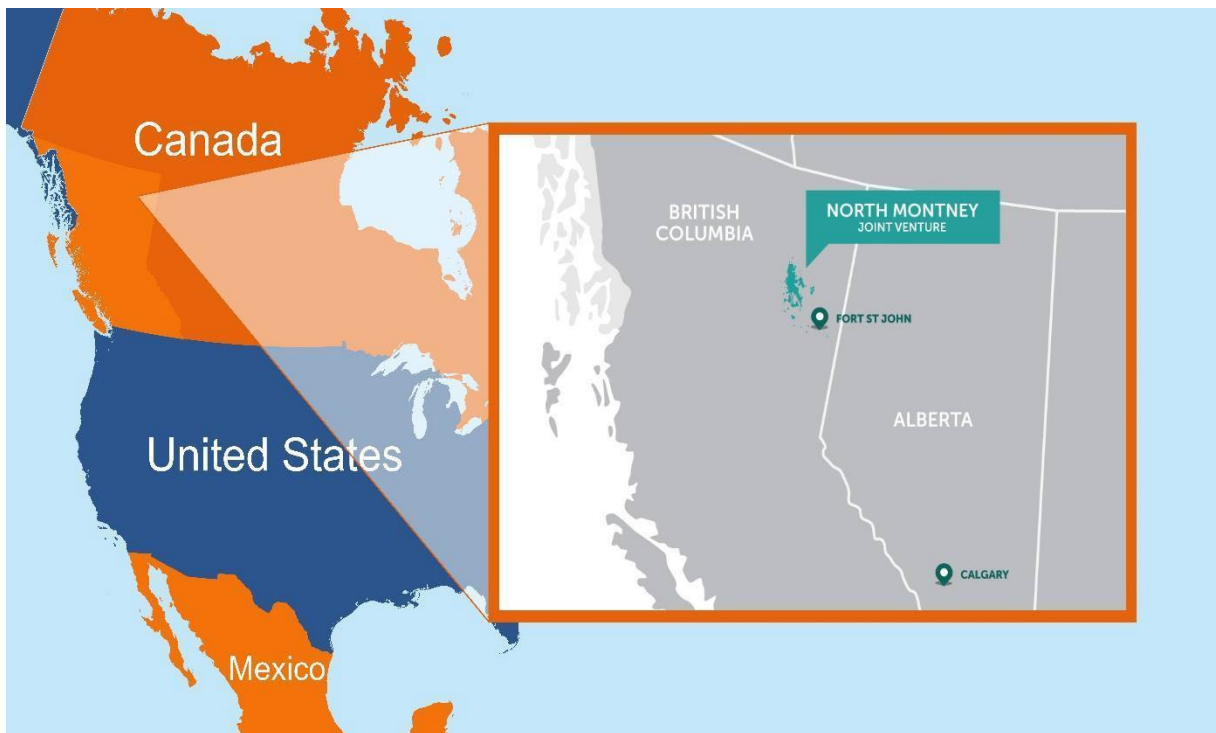 Canada
United States
Mexico
BRITISH
COLUMBIA
NORTH MONTNEY
JOINT VENTURE
FORT ST JOHN
ALBERTA
CALGARY